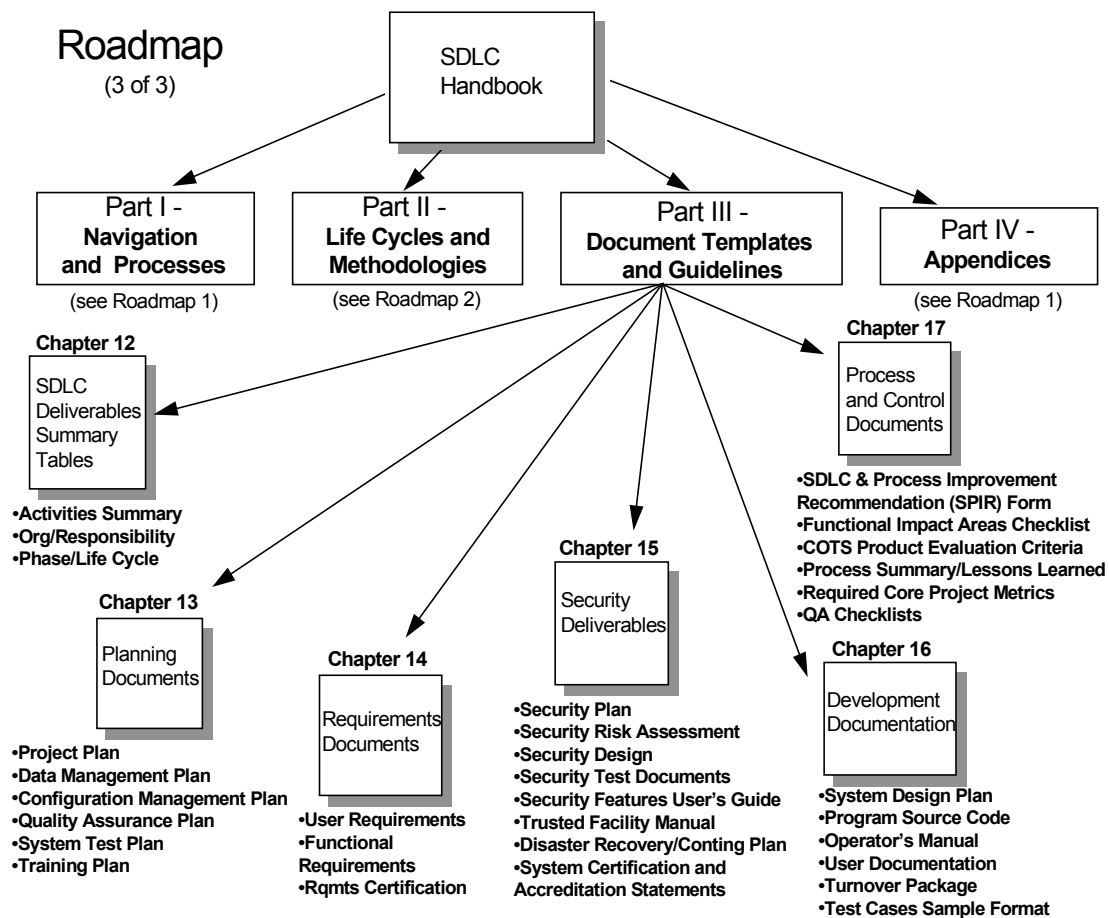 Roadmap
(3 of 3)
SDLC
Handbook
Part I -
Navigation
and Processes
(see Roadmap 1)
Part II -
Life Cycles and
Methodologies
(see Roadmap 2)
Part III -
Document Templates
and Guidelines
Part IV -
Appendices
(see Roadmap 1)
Chapter 12
SDLC
Deliverables
Summary
Tables
•Activities Summary
•Org/Responsibility
•Phase/Life Cycle
Chapter 13
Planning
Documents
•Project Plan
•Data Management Plan
•Configuration Management Plan
•Quality Assurance Plan
•System Test Plan
•Training Plan
Chapter 14
Requirements
Documents
•User Requirements
•Functional
Requirements
•Rqmts Certification
Chapter 15
Security
Deliverables
•Security Plan
•Security Risk Assessment
•Security Design
•Security Test Documents
•Security Features User's Guide
•Trusted Facility Manual
•Disaster Recovery/Conting Plan
•System Certification and
Accreditation Statements
Chapter 17
Process
and Control
Documents
•SDLC & Process Improvement
Recommendation (SPIR) Form
•Functional Impact Areas Checklist
•COTS Product Evaluation Criteria
•Process Summary/Lessons Learned
•Required Core Project Metrics
•QA Checklists
Chapter 16
Development
Documentation
•System Design Plan
•Program Source Code
•Operator's Manual
•User Documentation
•Turnover Package
•Test Cases Sample Format